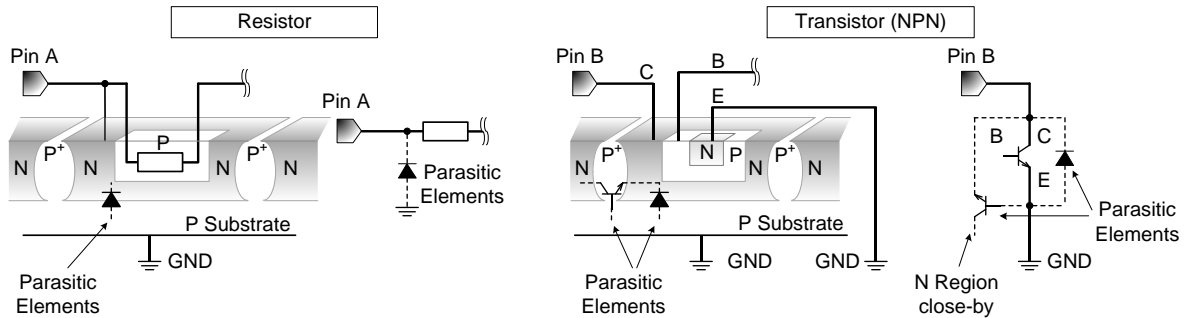 Resistor
Transistor (NPN)
Pin A
Pin B
Pin B
C
B
E
Pin A
N
P+
N
P
P+
N
Parasitic
Elements
N
P+
N
N
P
P+
N
B
C
E
P Substrate
GND
Parasitic
Elements
P Substrate
GND
GND
Parasitic
Elements
Parasitic
Elements
GND
N Region
close-by